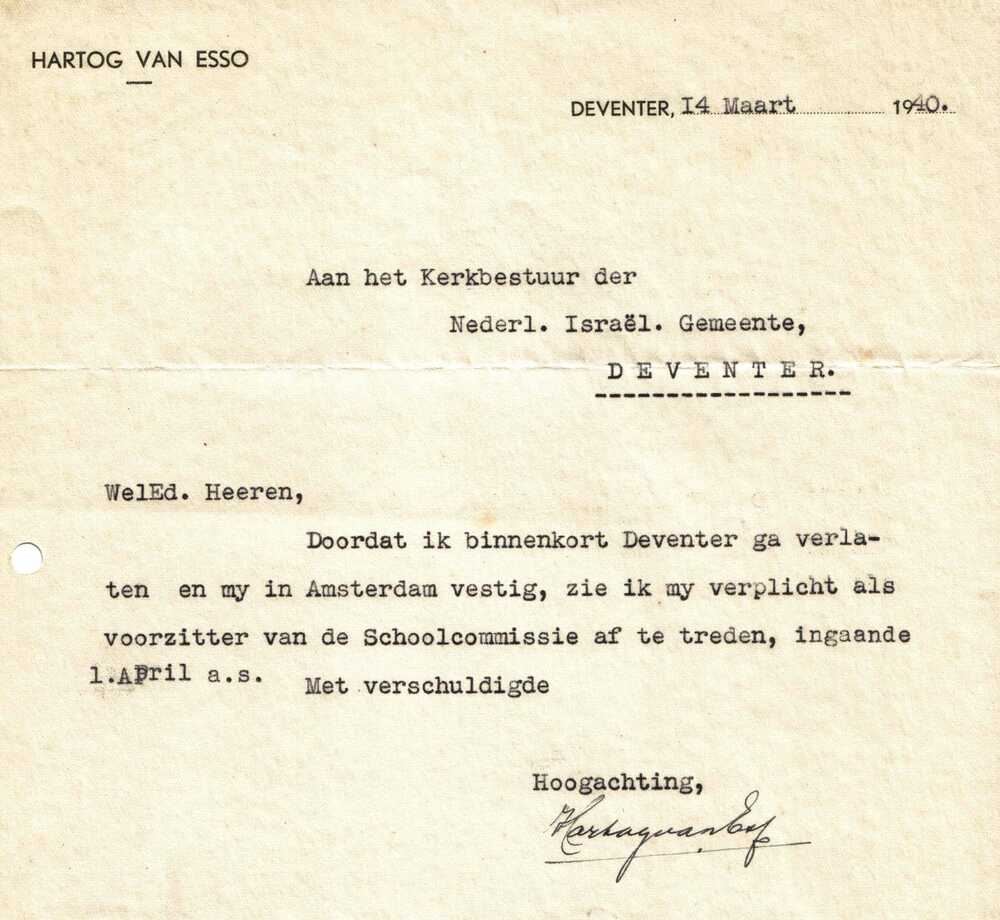 HARTOG VAN ESSO
DEVENTER, 14 Maart 1940.
Aan het Kerkbestuur der
Nederl. Israël. Gemeente,
DEVENTER.
WelEd. Heeren,
Doordat ik binnenkort Deventer ga verla-
ten en my in Amsterdam vestig, zie ik my verplicht als
voorzitter van de Schoolcommissie af te treden, ingaande
1.April a.s.
Met verschuldigde
Hoogachting,
Hartog van Esso